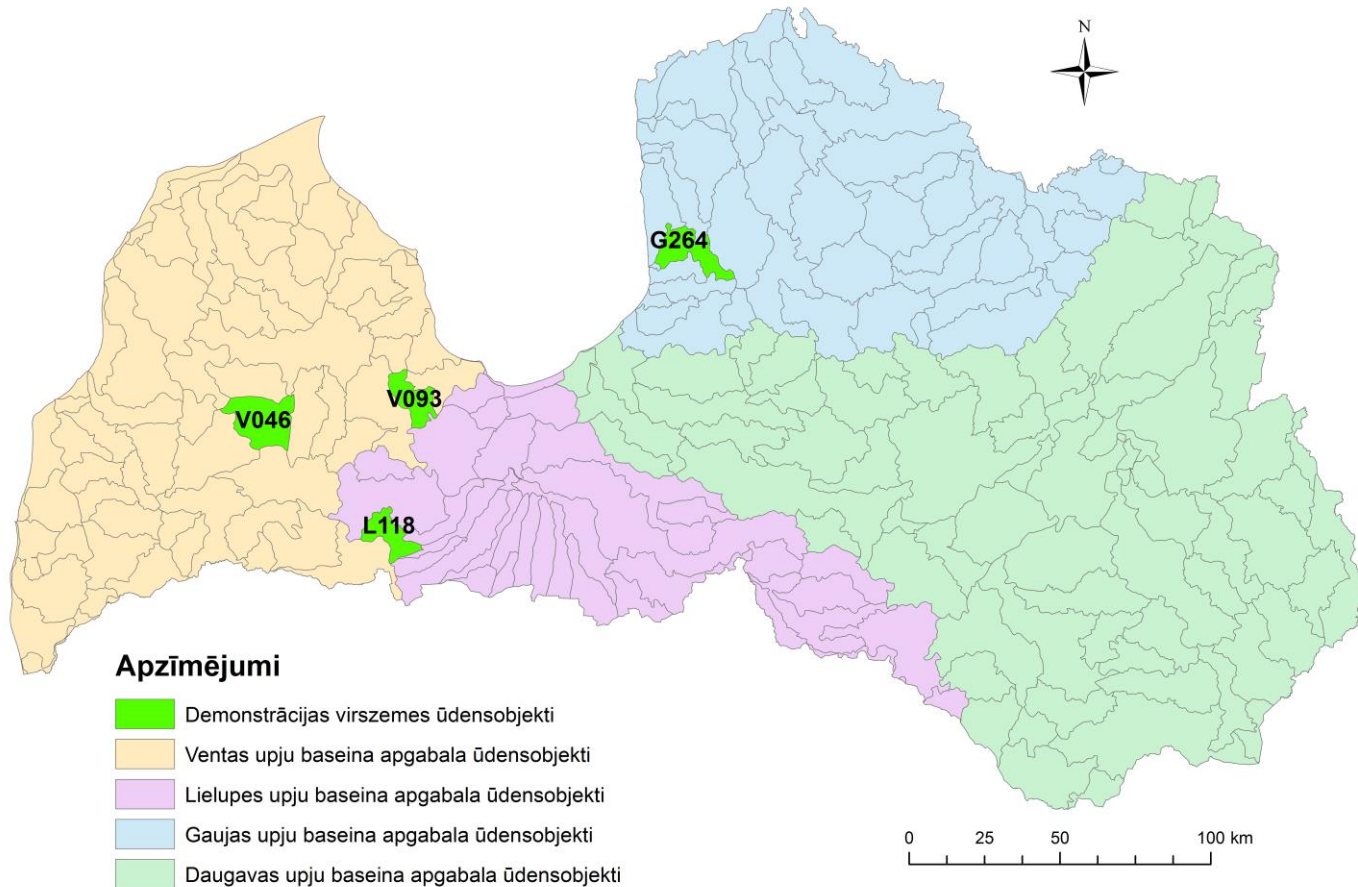 N
G264
V093
V046
L118
Apzīmējumi
Demonstrācijas virszemes ūdensobjekti
Ventas upju baseina apgabala ūdensobjekti
Lielupes upju baseina apgabala ūdensobjekti
Gaujas upju baseina apgabala ūdensobjekti
Daugavas upju baseina apgabala ūdensobjekti
0 25 50 100 km